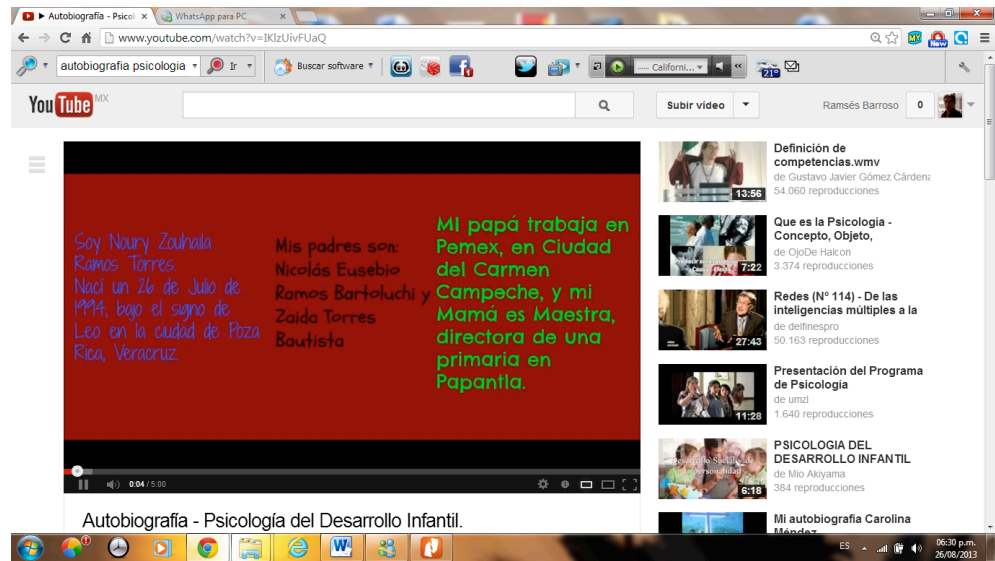 Autobiografía - Psicol
WhatsApp para PC
www.youtube.com/watch?v=IKlzUivFUaQ
autobiografia psicologia
Ir
Buscar software
1
..... Californi...
21°
MY
New
YouTube MX
Subir vídeo
Ramsés Barroso
0
Soy Noury Zouhaila
Ramos Torres.
Nací un 26 de Julio de
1994, bajo el signo de
Leo en la ciudad de Poza
Rica, Veracruz
Mis padres son:
Nicolás Eusebio
Ramos Bartoluchi y
Zaida Torres
Bautista
MI papá trabaja en
Pemex, en Ciudad
del Carmen
Campeche, y mi
Mamá es Maestra,
directora de una
primaria en
Papantla.
0:04 / 5:00
Autobiografía - Psicología del Desarrollo Infantil.
13:56
Definición de
competencias.wmv
de Gustavo Javier Gómez Cárdena
54.060 reproducciones
7:22
Que es la Psicología -
Concepto, Objeto,
de OjoDe Halcon
3.374 reproducciones
27:43
Redes (Nº 114) - De las
inteligencias múltiples a la
de delfinespro
50.163 reproducciones
11:28
Presentación del Programa
de Psicología
de umzl
1.640 reproducciones
6:18
PSICOLOGIA DEL
DESARROLLO INFANTIL
de Mio Akiyama
384 reproducciones
Mi autobiografía Carolina
Méndez
ES
06:30 p.m.
26/08/2013